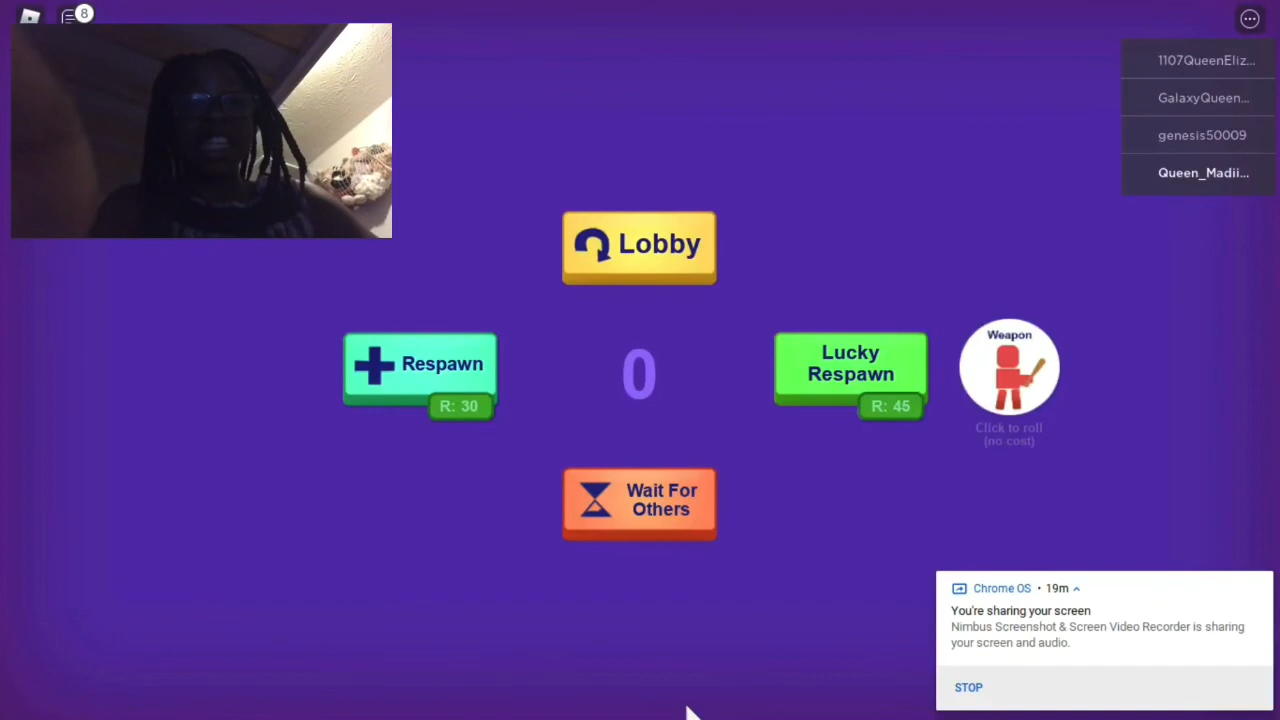 8
1107QueenEliz...
GalaxyQueen...
genesis50009
Queen_Madii...
Lobby
Respawn
R: 30
0
Lucky
Respawn
R: 45
Weapon
Click to roll
(no cost)
Wait For
Others
Chrome OS • 19m
You're sharing your screen
Nimbus Screenshot & Screen Video Recorder is sharing
your screen and audio.
STOP